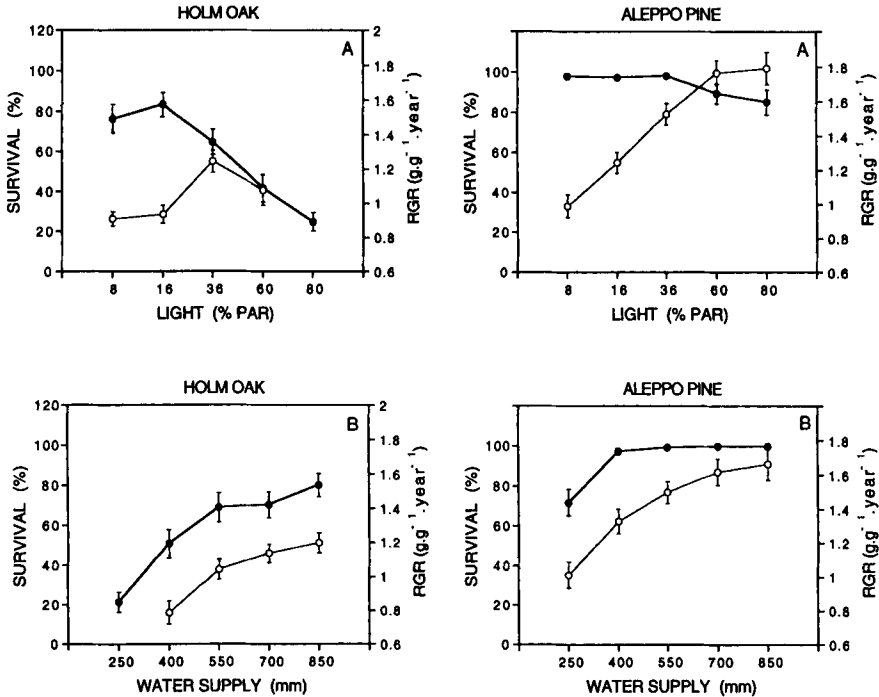 HOLM OAK
A
120
100
80
60
40
20
0
SURVIVAL (%)
2
1.8
1.6
1.4
1.2
1
0.8
0.6
RGR (g.g⁻¹.year⁻¹)
8 16 36 60 80
LIGHT (% PAR)
ALEPPO PINE
A
120
100
80
60
40
20
0
SURVIVAL (%)
1.8
1.6
1.4
1.2
1
0.8
0.6
RGR (g.g⁻¹.year⁻¹)
8 16 36 60 80
LIGHT (% PAR)
HOLM OAK
B
120
100
80
60
40
20
0
SURVIVAL (%)
2
1.8
1.6
1.4
1.2
1
0.8
0.6
RGR (g.g⁻¹.year⁻¹)
250 400 550 700 850
WATER SUPPLY (mm)
ALEPPO PINE
B
120
100
80
60
40
20
0
SURVIVAL (%)
1.8
1.6
1.4
1.2
1
0.8
0.6
RGR (g.g⁻¹.year⁻¹)
250 400 550 700 850
WATER SUPPLY (mm)